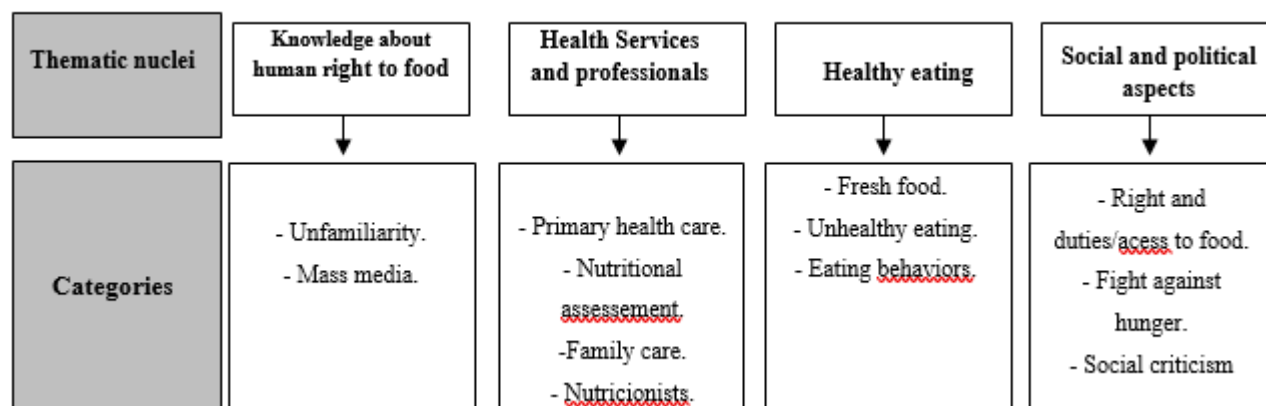 Thematic nuclei
Knowledge about
human right to food
Health Services
and professionals
Healthy eating
Social and political
aspects
Categories
- Unfamiliarity.
- Mass media.
- Primary health care.
- Nutritional
assessement.
-Family care.
- Nutricionists.
- Fresh food.
- Unhealthy eating.
- Eating behaviors.
- Right and
duties/acess to food.
- Fight against
hunger.
- Social criticism